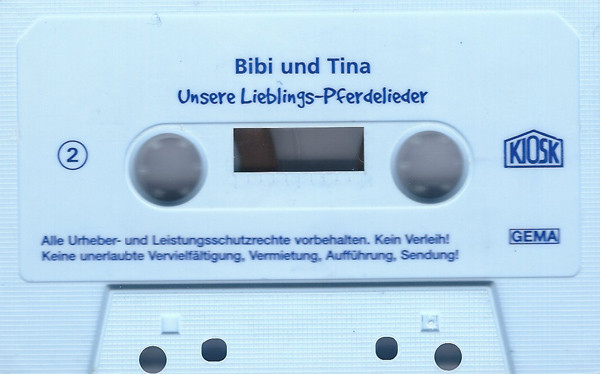 Bibi und Tina
Unsere Lieblings-Pferdelieder
2
KIOSK
GEMA
Alle Urheber- und Leistungsschutzrechte vorbehalten. Kein Verleih!
Keine unerlaubte Vervielfältigung, Vermietung, Aufführung, Sendung!